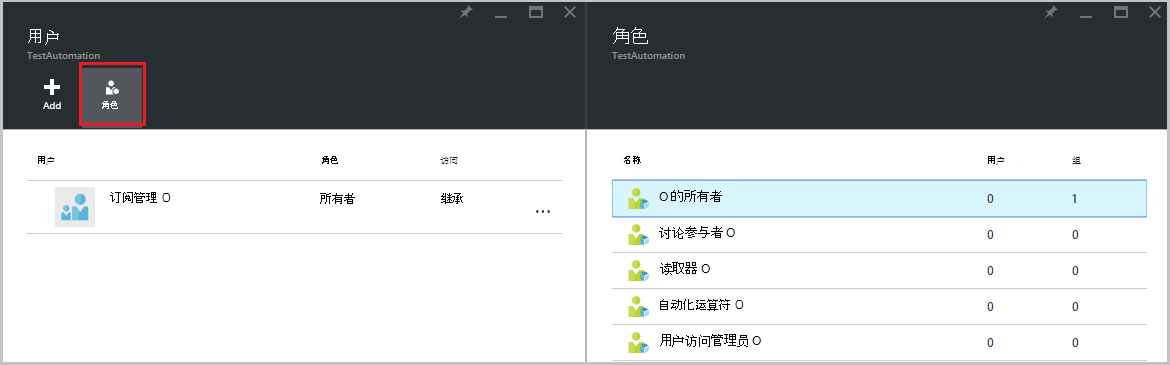 用户
TestAutomation
Add
角色
用户 角色 访问
订阅管理 O 所有者 继承
角色
TestAutomation
名称 用户 组
O 的所有者 0 1
讨论参与者 O 0 0
读取器 O 0 0
自动化运算符 O 0 0
用户访问管理员 O 0 0